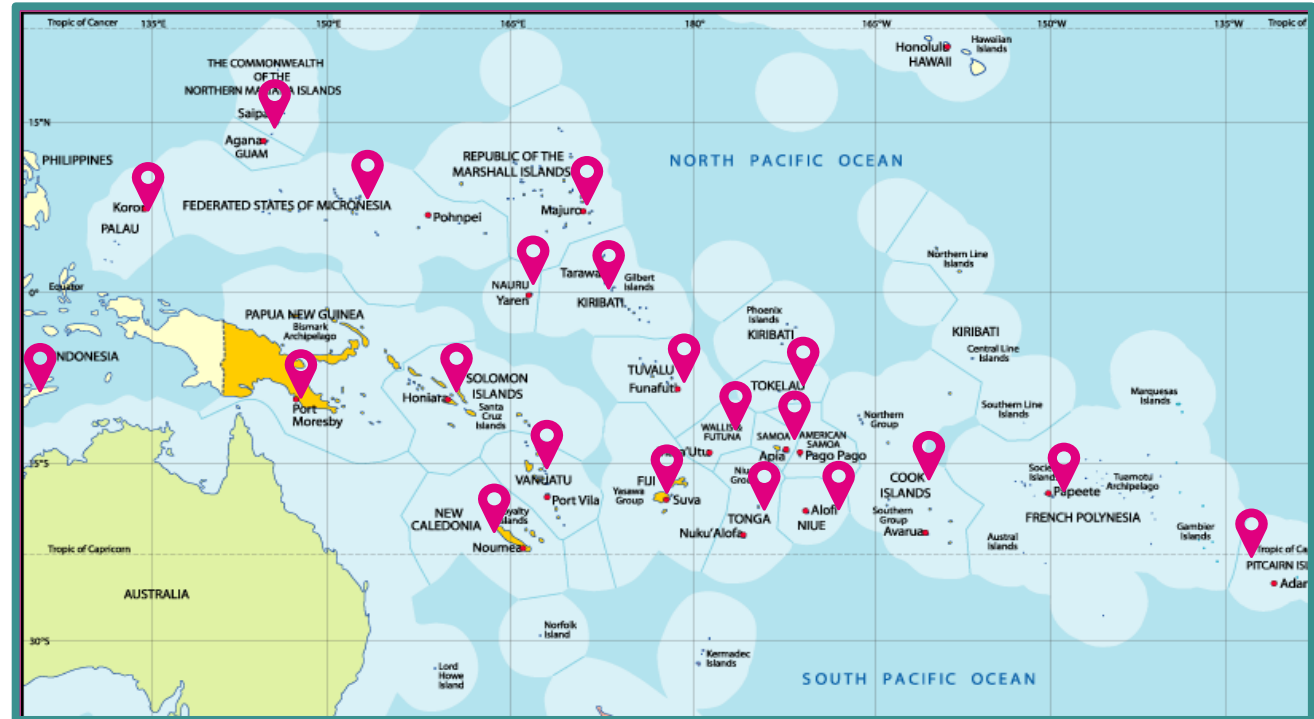 Tropic of Cancer
135°E
150°E
165°E
180°
165°W
150°W
135°W
Tropic of
Honolulu
HAWAII
Hawaiian
Islands
THE COMMONWEALTH
OF THE
NORTHERN ISLANDS
15°N
Agana
GUAM
PHILIPPINES
REPUBLIC OF THE
MARSHALL ISLANDS
NORTH PACIFIC OCEAN
Koror
PALAU
FEDERATED STATES OF MICRONESIA
Pohnpei
Majuro
Northern Line
Islands
Tarawa
Gilbert
Islands
KIRIBATI
NAURU
Yaren
Equator
0°
PAPUA NEW GUINEA
Bismark
Archipelago
Phoenix
Islands
KIRIBATI
KIRIBATI
Central Line
Islands
NDONESIA
SOLOMON
ISLANDS
Honiara
Santa
Cruz
Islands
TUVALU
Funafuti
TOKELAU
Marquesas
Islands
Port
Moresby
Southern Line
Islands
Northern
Group
WALLIS &
FUTUNA
SAMOA
AMERICAN
SAMOA
'Utu
Apia
Pago Pago
15°S
VANUATU
Port Vila
FIJI
Yasawa
Group
Suva
COOK
ISLANDS
Papeete
Tuamotu
Archipelago
NEW
CALEDONIA
Noumea
TONGA
Nuku'Alofa
Alofi
NIUE
Southern
Group
Avarua
FRENCH POLYNESIA
Gambier
Islands
Austral
Islands
Tropic of Capricorn
Tropic of Ca
PITCAIRN ISL
Adar
AUSTRALIA
30°S
Norfolk
Island
Lord
Howe
Island
Kermadec
Islands
SOUTH PACIFIC OCEAN